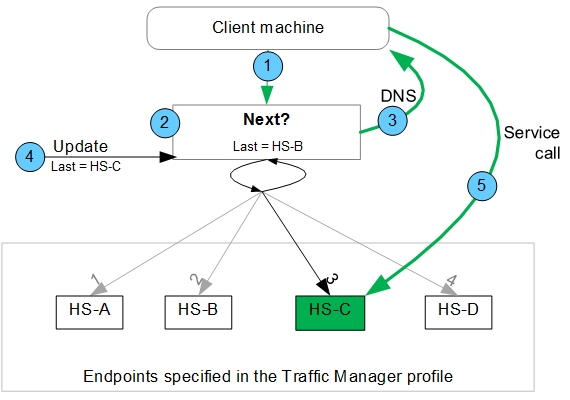 Client machine
1
DNS
2
Next?
3
Last = HS-B
Service
call
4
Update
Last = HS-C
5
1
2
3
4
HS-A
HS-B
HS-C
HS-D
Endpoints specified in the Traffic Manager profile